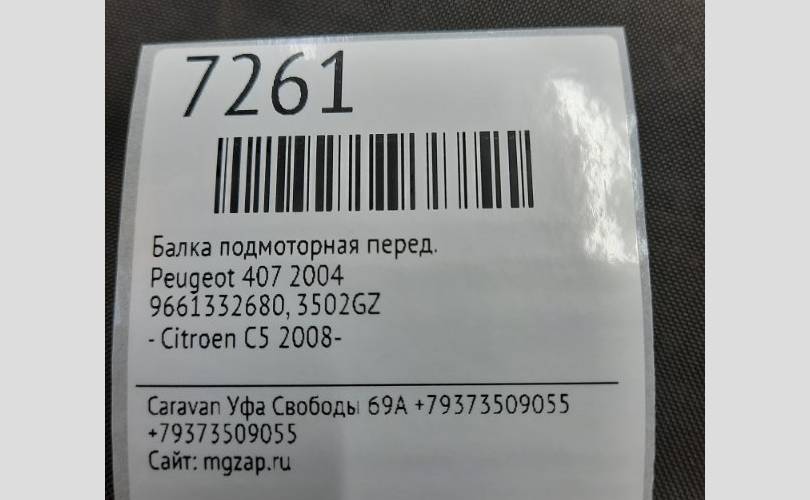 7261
Балка подмоторная перед.
Peugeot 407 2004
9661332680, 3502GZ
- Citroen C5 2008-
Caravan Уфа Свободы 69А +79373509055
+79373509055
Сайт: mgzap.ru